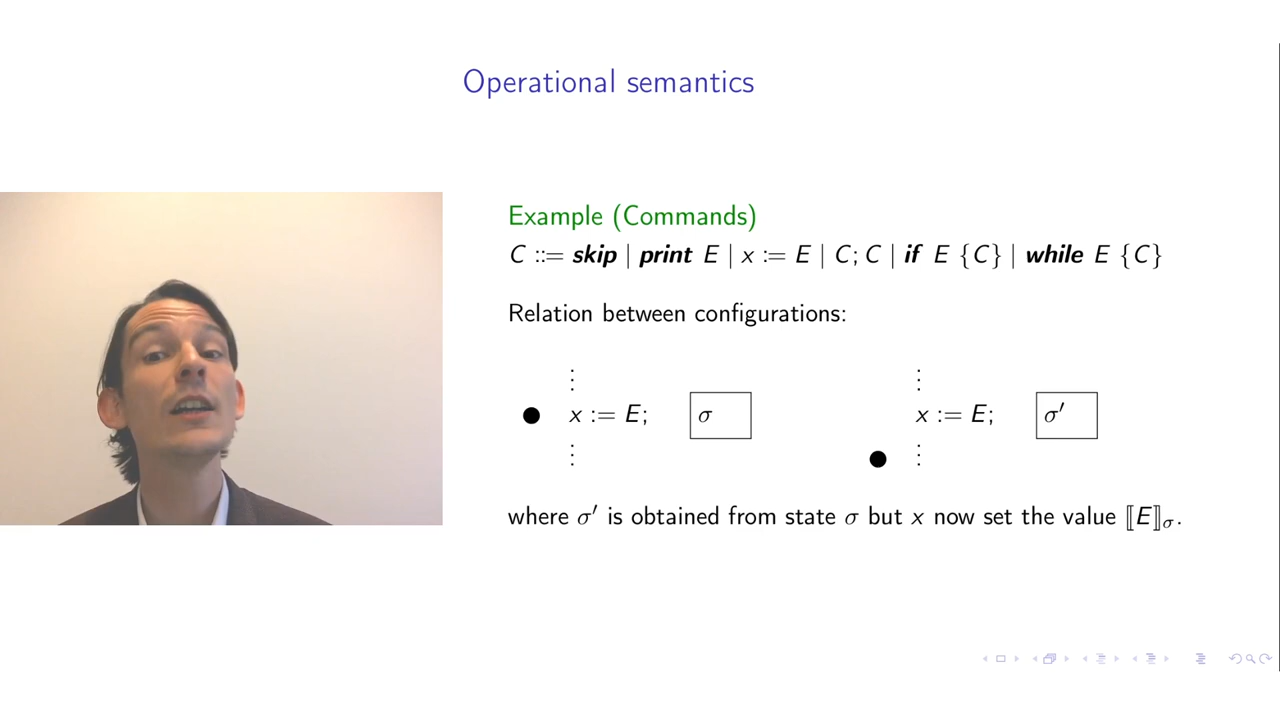 Operational semantics
Example (Commands)
C ::= skip | print E | x := E | C; C | if E {C} | while E {C}
Relation between configurations:
⋮ ⋮
● x := E; σ x := E; σ′
⋮ ● ⋮
where σ′ is obtained from state σ but x now set the value ⟦E⟧σ.